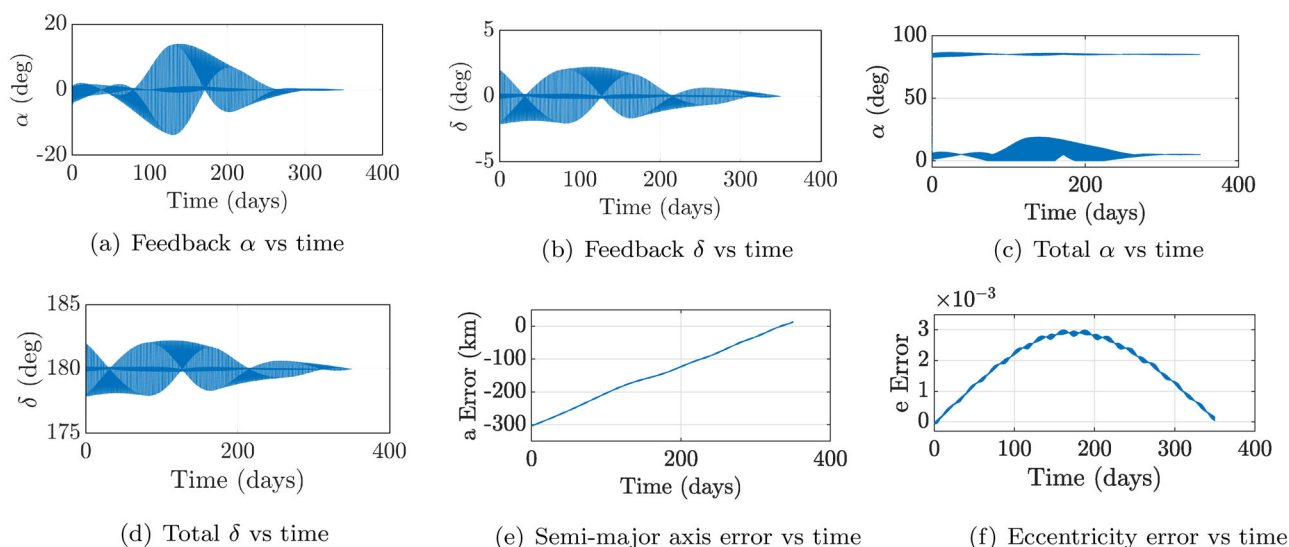 20
0
-20
α (deg)
0 100 200 300 400
Time (days)
(a) Feedback α vs time
5
0
-5
δ (deg)
0 100 200 300 400
Time (days)
(b) Feedback δ vs time
100
50
0
α (deg)
0 200 400
Time (days)
(c) Total α vs time
185
180
175
δ (deg)
0 200 400
Time (days)
(d) Total δ vs time
0
-100
-200
-300
a Error (km)
0 200 400
Time (days)
(e) Semi-major axis error vs time
×10⁻³
3
2
1
0
e Error
0 100 200 300 400
Time (days)
(f) Eccentricity error vs time